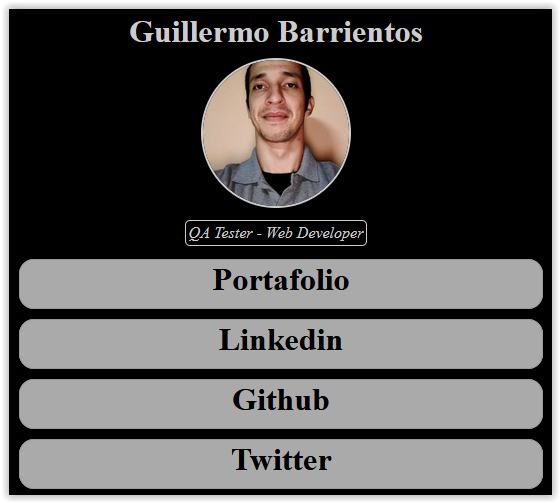 Guillermo Barrientos
QA Tester - Web Developer
Portafolio
Linkedin
Github
Twitter